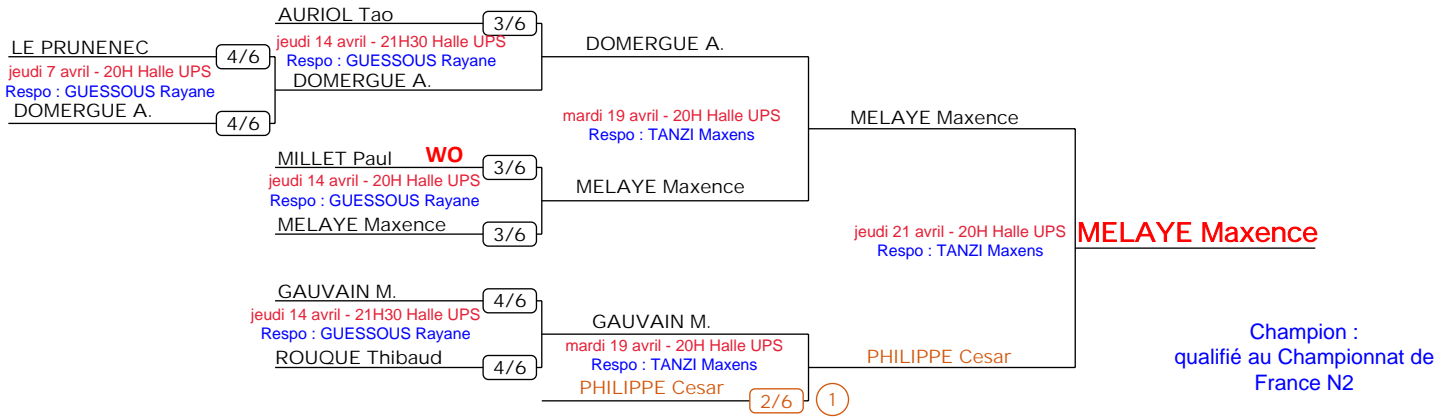 AURIOL Tao
3/6
LE PRUNENEC
4/6
jeudi 14 avril - 21H30 Halle UPS
Respo : GUESSOUS Rayane
DOMERGUE A.
jeudi 7 avril - 20H Halle UPS
Respo : GUESSOUS Rayane
DOMERGUE A.
DOMERGUE A.
4/6
mardi 19 avril - 20H Halle UPS
Respo : TANZI Maxens
MELAYE Maxence
MILLET Paul WO
3/6
jeudi 14 avril - 20H Halle UPS
Respo : GUESSOUS Rayane
MELAYE Maxence
MELAYE Maxence
3/6
jeudi 21 avril - 20H Halle UPS
Respo : TANZI Maxens
MELAYE Maxence
GAUVAIN M.
4/6
jeudi 14 avril - 21H30 Halle UPS
Respo : GUESSOUS Rayane
GAUVAIN M.
ROUQUE Thibaud
4/6
mardi 19 avril - 20H Halle UPS
Respo : TANZI Maxens
PHILIPPE Cesar
PHILIPPE Cesar
2/6
1
Champion :
qualifié au Championnat de
France N2